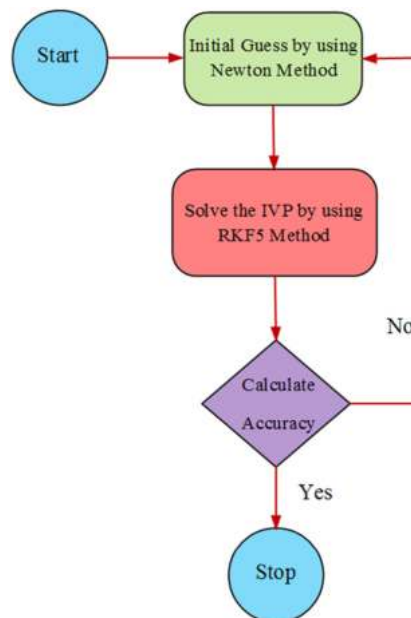 Start
Initial Guess by using
Newton Method
Solve the IVP by using
RKF5 Method
No
Calculate
Accuracy
Yes
Stop